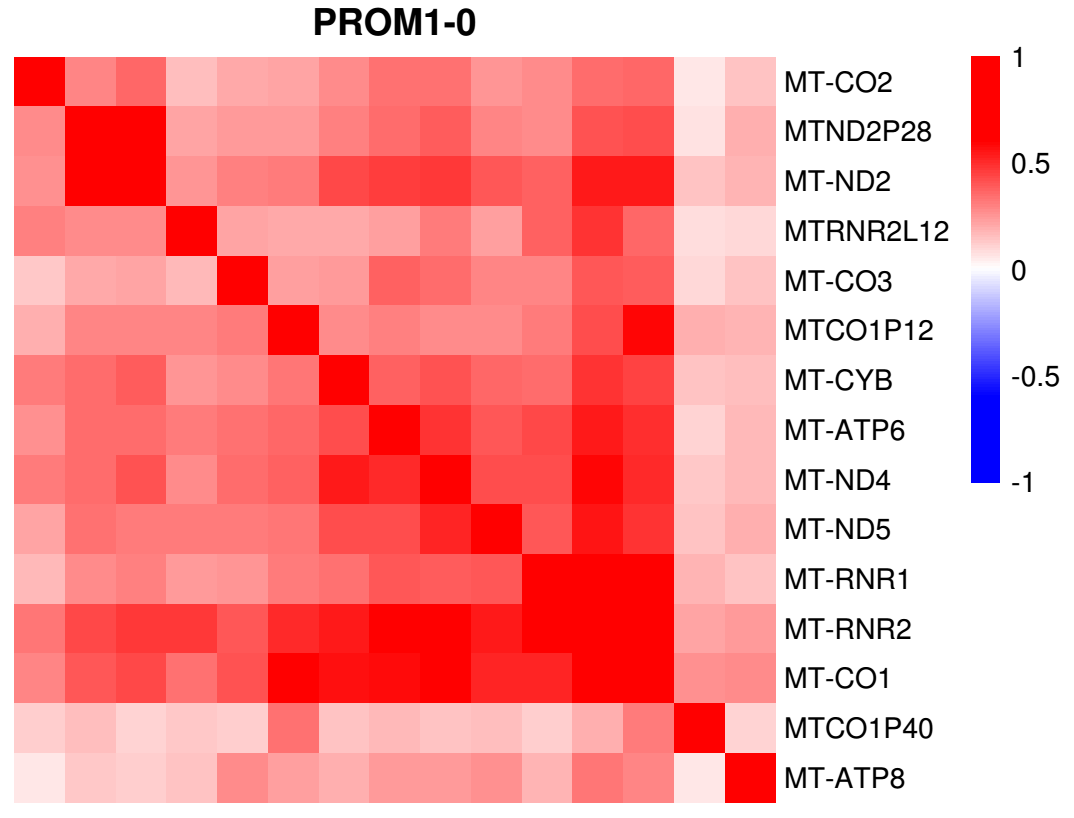 PROM1-0
MT-CO2
MTND2P28
MT-ND2
MTRNR2L12
MT-CO3
MTCO1P12
MT-CYB
MT-ATP6
MT-ND4
MT-ND5
MT-RNR1
MT-RNR2
MT-CO1
MTCO1P40
MT-ATP8
1
0.5
0
-0.5
-1